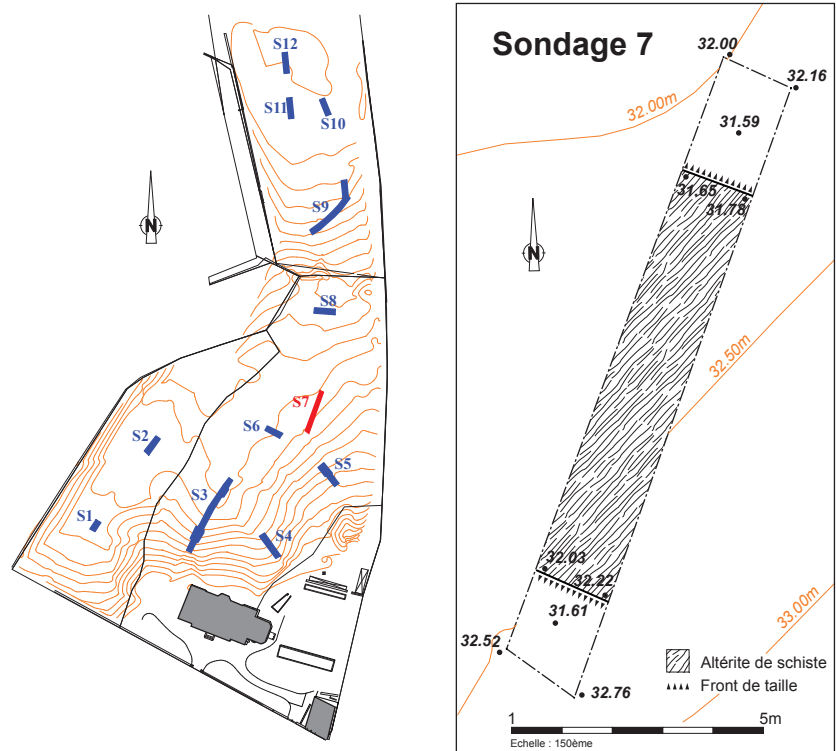 S12
S11
S10
S9
S8
S7
S6
S2
S5
S3
S1
S4
N
Sondage 7
32.00
32.16
32.00m
31.59
31.65
31.78
N
32.50m
32.03
32.22
31.61
33.00m
32.52
32.76
Altérite de schiste
Front de taille
1 5m
Echelle : 150ème